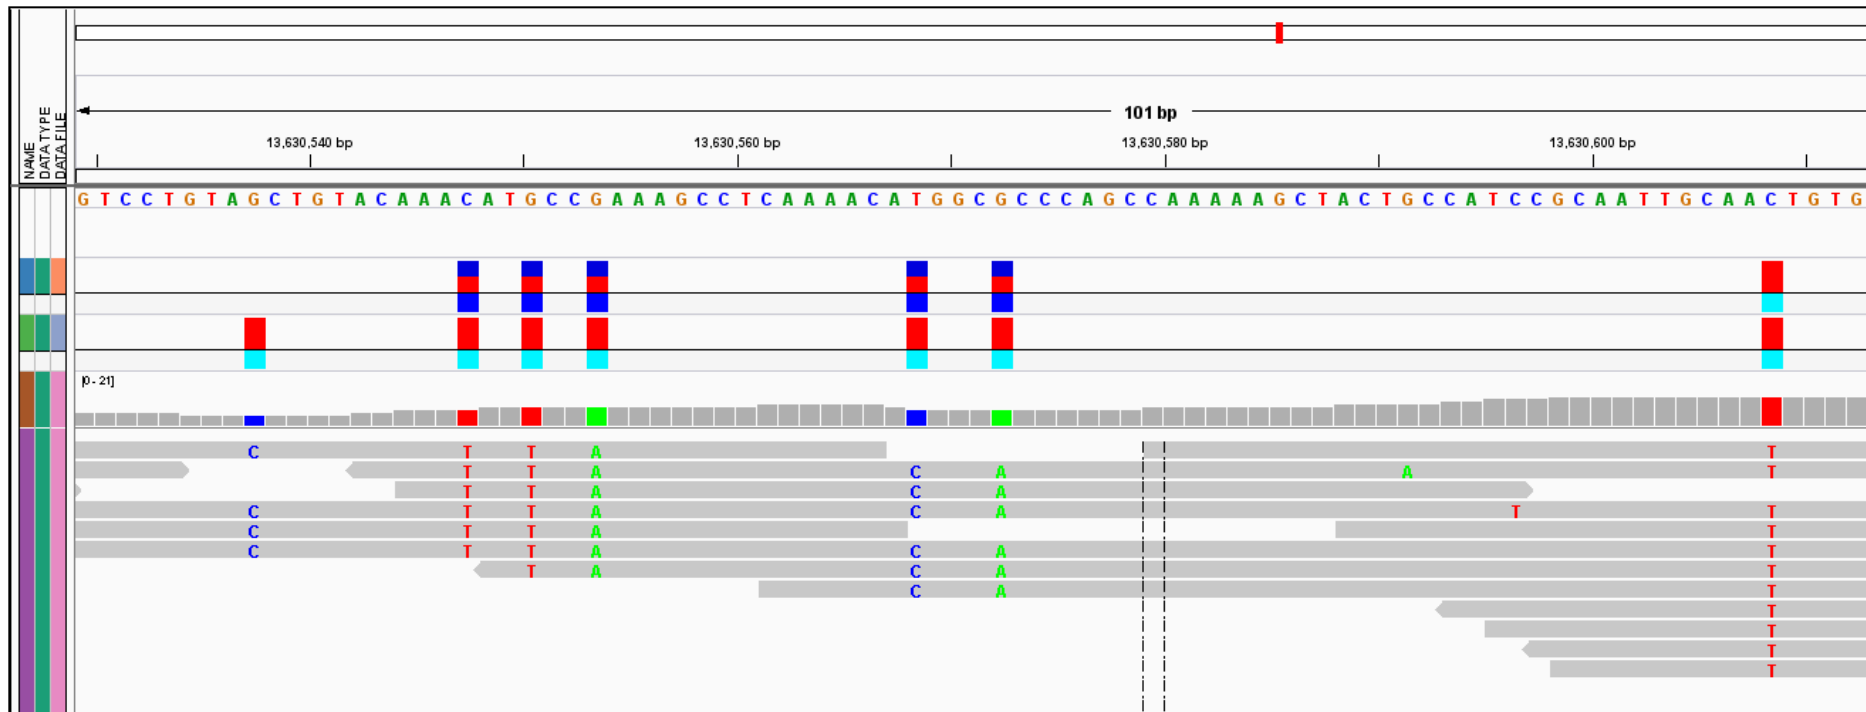 101 bp
NAME
DATA TYPE
DATA FILE
13,630,540 bp 13,630,560 bp 13,630,580 bp 13,630,600 bp
G T C C T G T A G C T G T A C A A A C A T G C C G A A A G C C T C A A A A C A T G G C G C C C A G C C A A A A A G C T A C T G C C A T C C G C A A T T G C A A C T G T G
[0 - 21]
C T T A T
T T A C A A T
T T A C A
C T T A C A T T
C T T A T
C T T A C A T
T A C A T
C A T
T
T
T
T